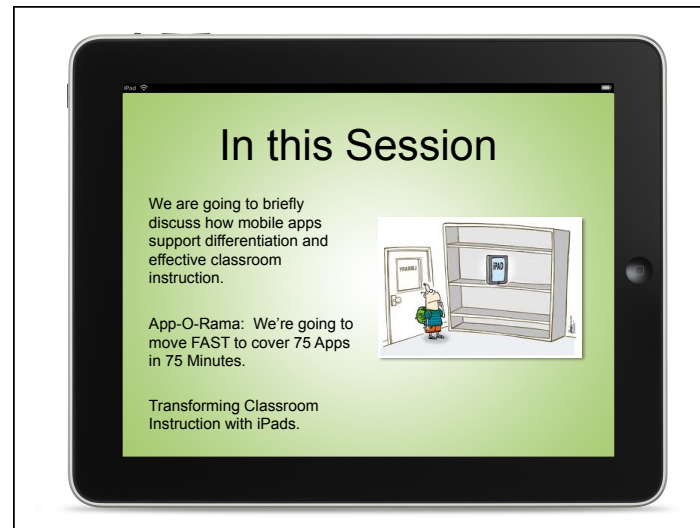 iPad
In this Session
We are going to briefly
discuss how mobile apps
support differentiation and
effective classroom
instruction.
App-O-Rama: We're going to
move FAST to cover 75 Apps
in 75 Minutes.
Transforming Classroom
Instruction with iPads.
LIBRARY
iPAD